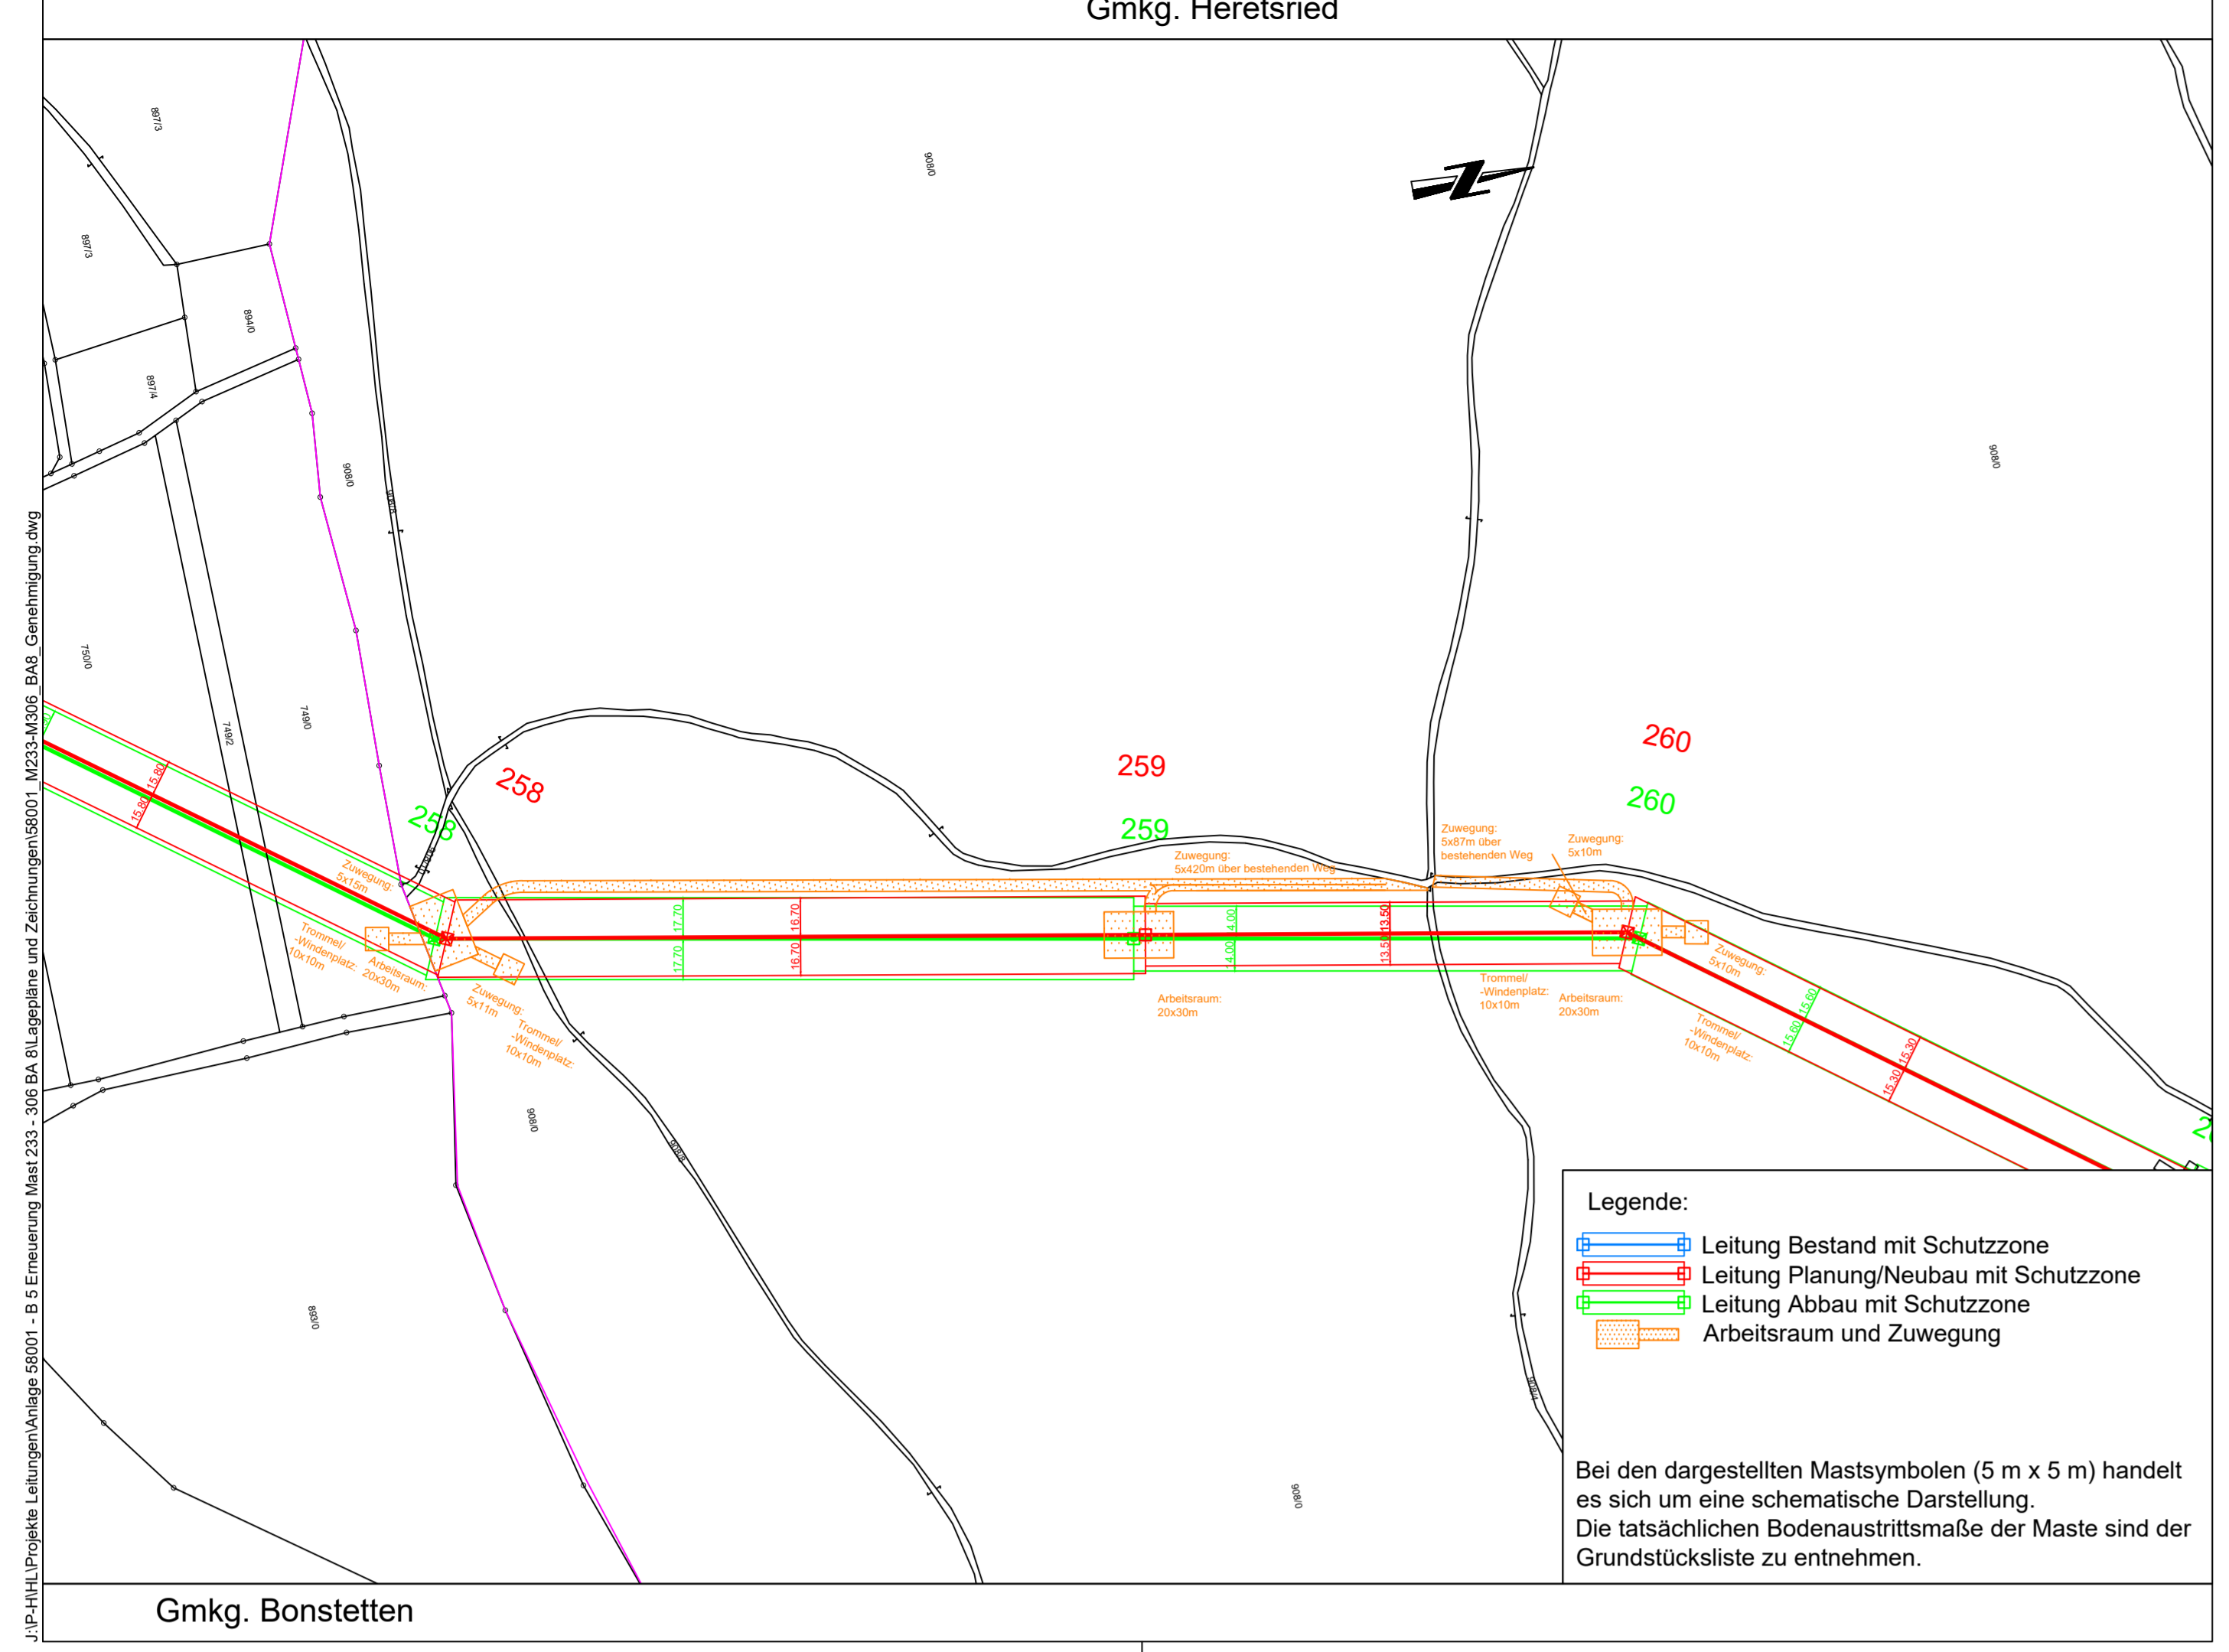 Gmkg. Heretsried
897/3
908/0
897/3
N
894/0
897/4
908/0
908/0
750/0
749/2
749/0
J:\P-H\HL\Projekte Leitungen\Anlage 58001 - B 5 Erneuerung Mast 233 - 306 BA 8\Lagepläne und Zeichnungen\58001_M233-M306_BA8_Genehmigung.dwg
15.80
15.80
258
258
259
259
260
260
Zuwegung:
5x15m
Zuwegung:
5x420m über bestehenden Weg
Zuwegung:
5x87m über
bestehenden Weg
Zuwegung:
5x10m
17.70
17.70
16.70
16.70
14.00
14.00
13.50
13.50
Trommel/
-Windenplatz:
10x10m
Arbeitsraum:
20x30m
Zuwegung:
5x11m
Trommel/
-Windenplatz:
10x10m
Arbeitsraum:
20x30m
Trommel/
-Windenplatz:
10x10m
Arbeitsraum:
20x30m
Zuwegung:
5x10m
Trommel/
-Windenplatz:
10x10m
15.60
15.60
15.30
15.30
908/0
893/0
908/0
908/4
Legende:
Leitung Bestand mit Schutzzone
Leitung Planung/Neubau mit Schutzzone
Leitung Abbau mit Schutzzone
Arbeitsraum und Zuwegung
Bei den dargestellten Mastsymbolen (5 m x 5 m) handelt
es sich um eine schematische Darstellung.
Die tatsächlichen Bodenaustrittsmaße der Maste sind der
Grundstücksliste zu entnehmen.
Gmkg. Bonstetten